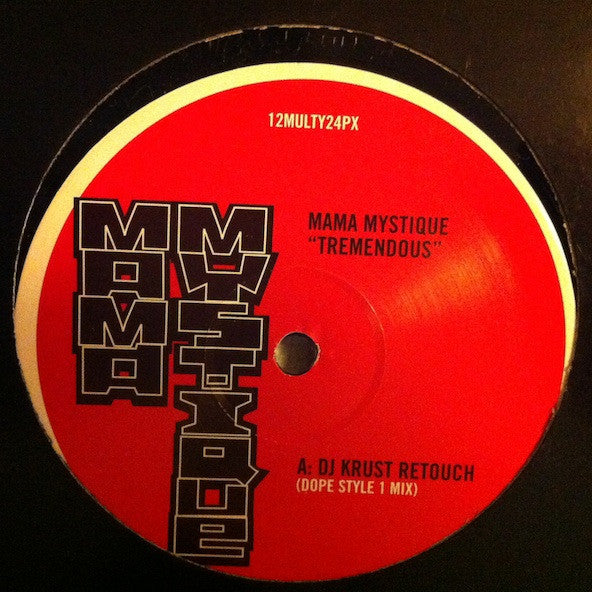 12MULTY24PX
MAMA
MYSTIQUE
MAMA MYSTIQUE
"TREMENDOUS"
A: DJ KRUST RETOUCH
(DOPE STYLE 1 MIX)